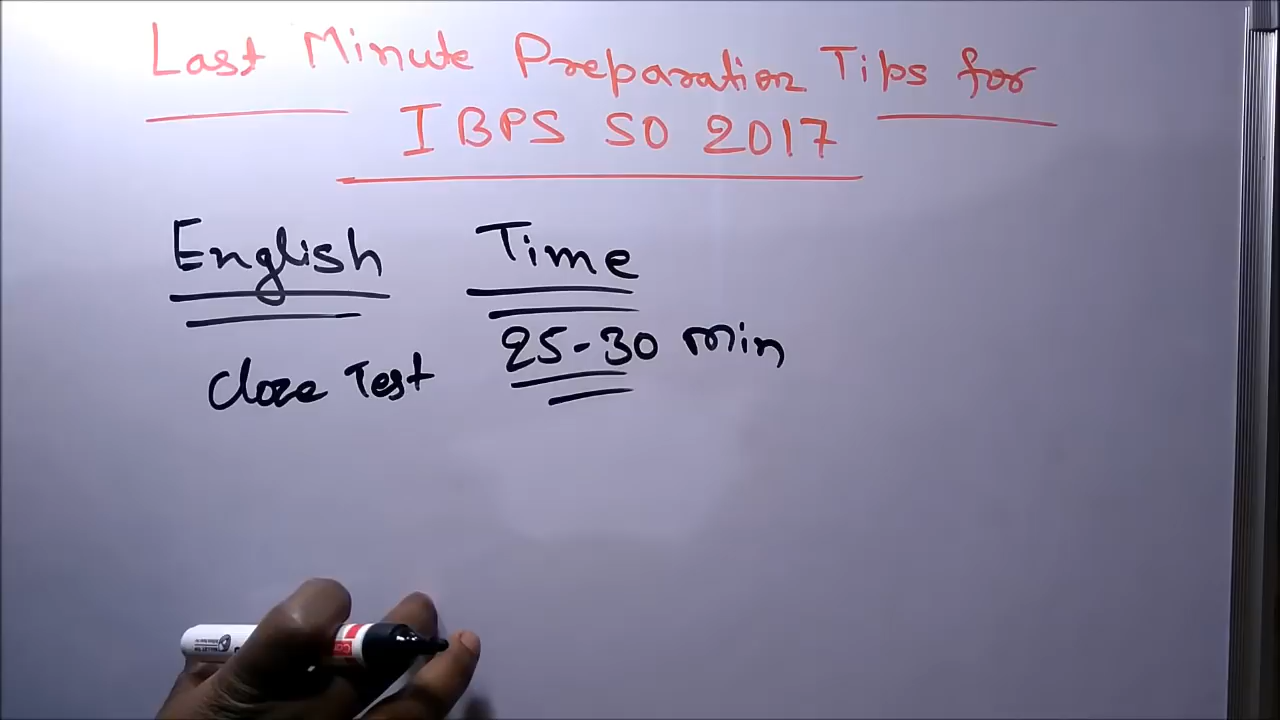 Last Minute Preparation Tips for
IBPS SO 2017
English Time
25-30 Min
Cloze Test